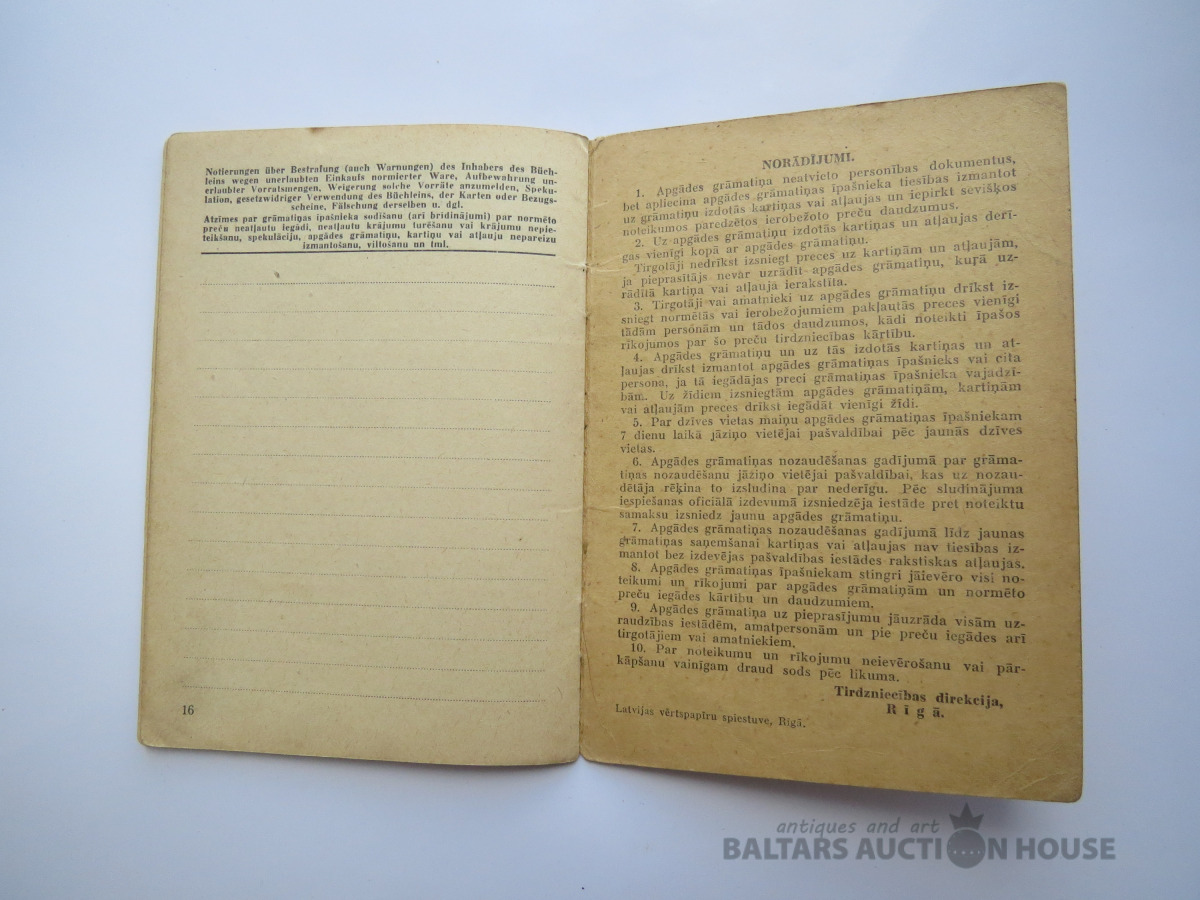 Notierungen über Bestrafung (auch Warnungen) des Inhabers des Büch-
leins wegen unerlaubten Einkaufs normierter Ware, Aufbewahrung un-
erlaubter Vorratsmengen, Weigerung solche Vorräte anzumelden, Speku-
lation, gesetzwidriger Verwendung des Büchleins, der Karten oder Bezugs-
scheine, Fälschung derselben u. dgl.
Atzīmes par grāmatiņas īpašnieka sodīšanu (arī brīdinājumi) par normēto
preču neatļautu iegādi, neatļautu krājumu turēšanu vai krājumu nepie-
teikšanu, spekulāciju, apgādes grāmatiņu, kartiņu vai atļauju nepareizu
izmantošanu, viltošanu un tml.
16
NORĀDĪJUMI.
1. Apgādes grāmatiņa neatvieto personības dokumentus,
bet apliecina apgādes grāmatiņas īpašnieka tiesības izmantot
uz grāmatiņu izdotās kartiņas vai atļaujas un iepirkt sevišķos
noteikumos paredzētos ierobežoto preču daudzumus.
2. Uz apgādes grāmatiņu izdotās kartiņas un atļaujas derī-
gas vienīgi kopā ar apgādes grāmatiņu.
Tirgotāji nedrīkst izsniegt preces uz kartiņām un atļaujām,
ja pieprasītājs nevar uzrādīt apgādes grāmatiņu, kurā uz-
rādītā kartiņa vai atļauja ierakstīta.
3. Tirgotāji vai amatnieki uz apgādes grāmatiņu drīkst iz-
sniegt normētās vai ierobežojumiem pakļautās preces vienīgi
tādām personām un tādos daudzumos, kādi noteikti īpašos
rīkojumos par šo preču tirdzniecības kārtību.
4. Apgādes grāmatiņu un uz tās izdotās kartiņas un at-
ļaujas drīkst izmantot apgādes grāmatiņas īpašnieks vai cita
persona, ja tā iegādājas preci grāmatiņas īpašnieka vajadzī-
bām. Uz žīdiem izsniegtām apgādes grāmatiņām, kartiņām
vai atļaujām preces drīkst iegādāt vienīgi žīdi.
5. Par dzīves vietas maiņu apgādes grāmatiņas īpašniekam
7 dienu laikā jāziņo vietējai pašvaldībai pēc jaunās dzīves
vietas.
6. Apgādes grāmatiņas nozaudēšanas gadījumā par grāma-
tiņas nozaudēšanu jāziņo vietējai pašvaldībai, kas uz nozau-
dētāja rēķina to izsludina par nederīgu. Pēc sludinājuma
iespiešanas oficiālā izdevumā izsniedzēja iestāde pret noteiktu
samaksu izsniedz jaunu apgādes grāmatiņu.
7. Apgādes grāmatiņas nozaudēšanas gadījumā līdz jaunas
grāmatiņas saņemšanai kartiņas vai atļaujas nav tiesības iz-
mantot bez izdevējas pašvaldības iestādes rakstiskas atļaujas.
8. Apgādes grāmatiņas īpašniekam stingri jāievēro visi no-
teikumi un rīkojumi par apgādes grāmatiņām un normēto
preču iegādes kārtību un daudzumiem.
9. Apgādes grāmatiņa uz pieprasījumu jāuzrāda visām uz-
raudzības iestādēm, amatpersonām un pie preču iegādes arī
tirgotājiem vai amatniekiem.
10. Par noteikumu un rīkojumu neievērošanu vai pār-
kāpšanu vainīgam draud sods pēc likuma.
Tirdzniecības direkcija,
Rīgā.
Latvijas vērtspapīru spiestuve, Rīgā.
antiques and art
BALTARS AUCTION HOUSE